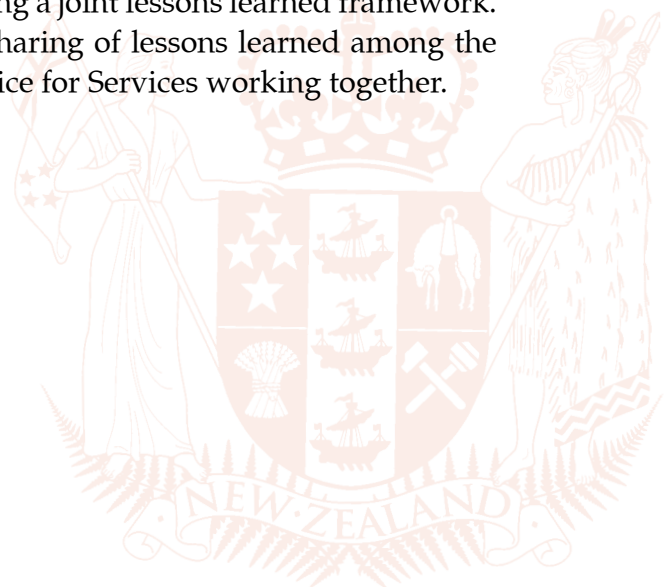 ng a joint lessons learned framework.
haring of lessons learned among the
ice for Services working together.
NEW·ZEALAND